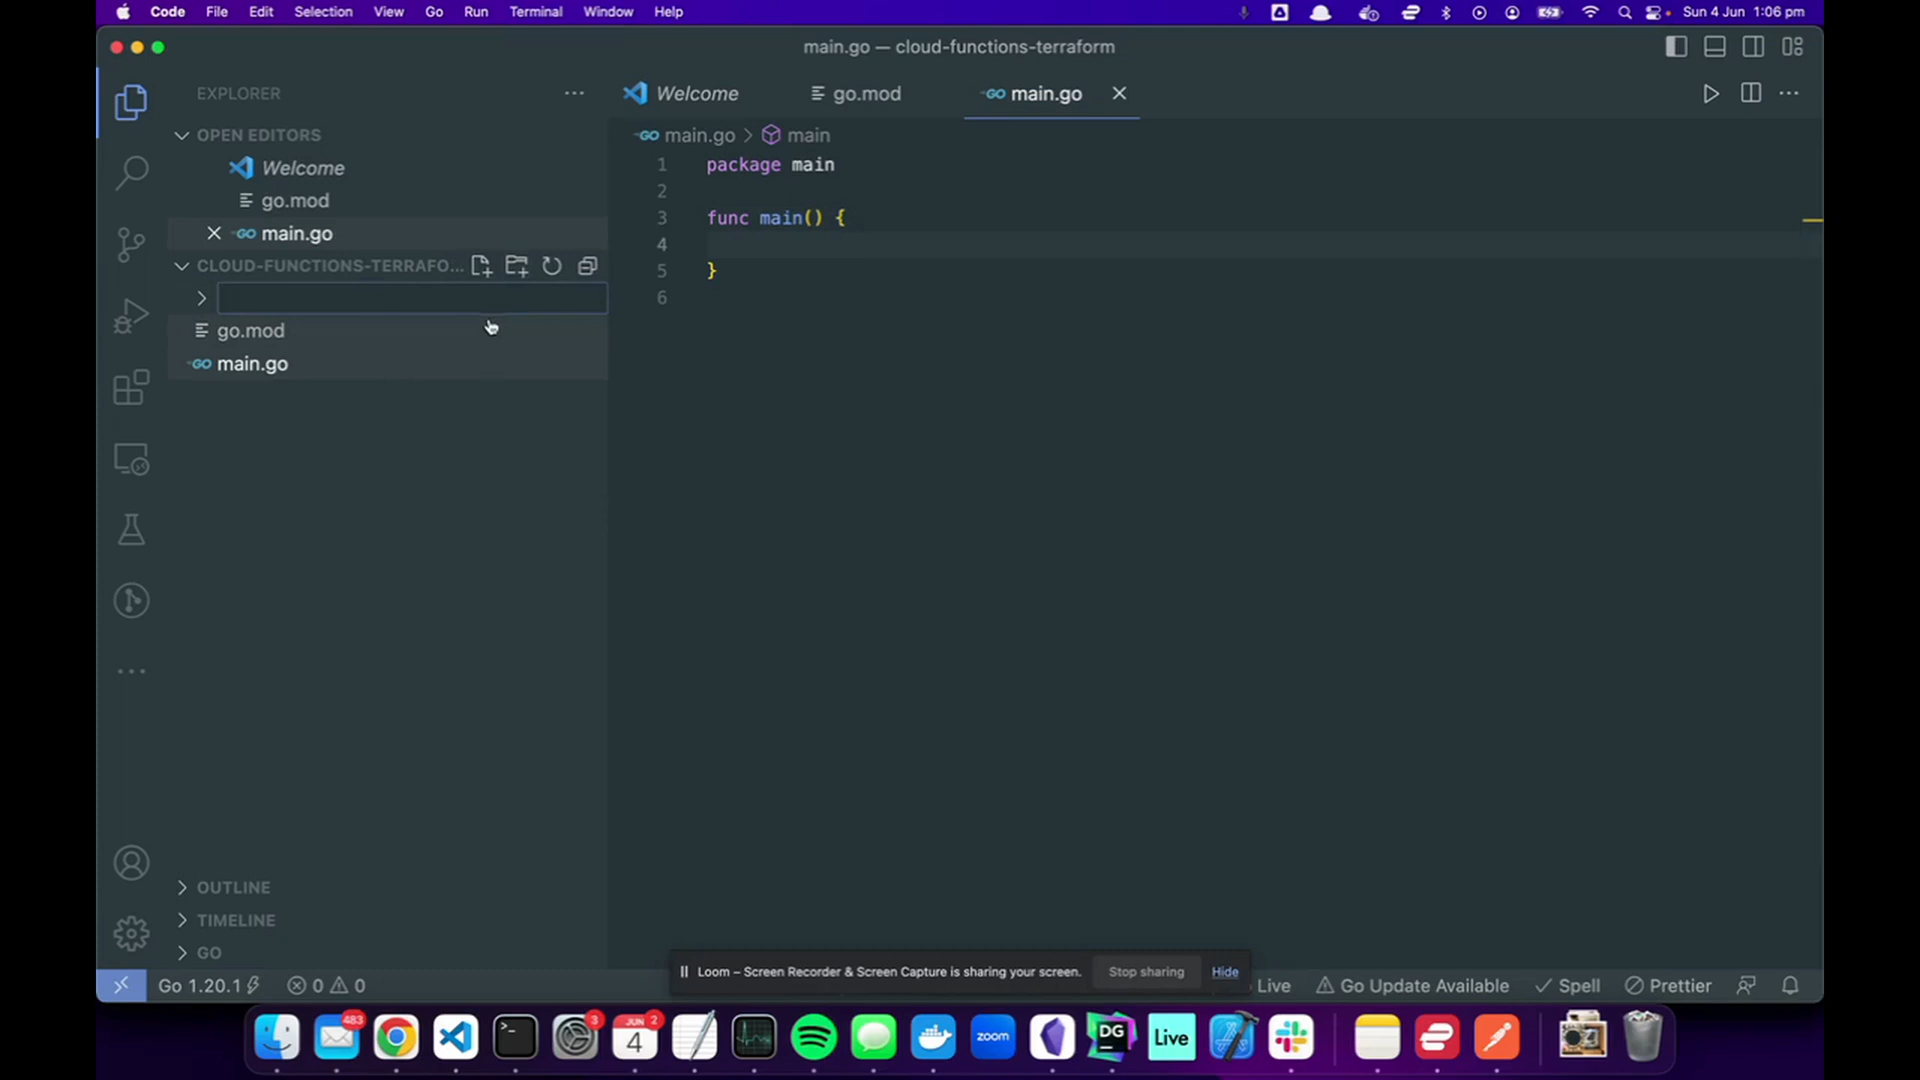 Code File Edit Selection View Go Run Terminal Window Help Sun 4 Jun 1:06 pm
main.go — cloud-functions-terraform
EXPLORER
Welcome go.mod GO main.go
OPEN EDITORS
GO main.go > main
Welcome
go.mod
GO main.go
CLOUD-FUNCTIONS-TERRAFO...
go.mod
GO main.go
1 package main
2
3 func main() {
4
5 }
6
OUTLINE
TIMELINE
GO
Loom – Screen Recorder & Screen Capture is sharing your screen. Stop sharing Hide
Go 1.20.1 0 0 Live Go Update Available Spell Prettier
483 3 JUN 2 4 DG zoom Live